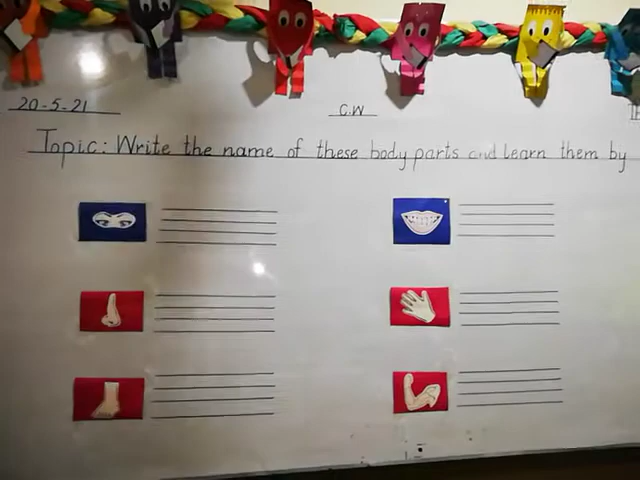 20-5-21
C.W
Topic: Write the name of these body parts and learn them by